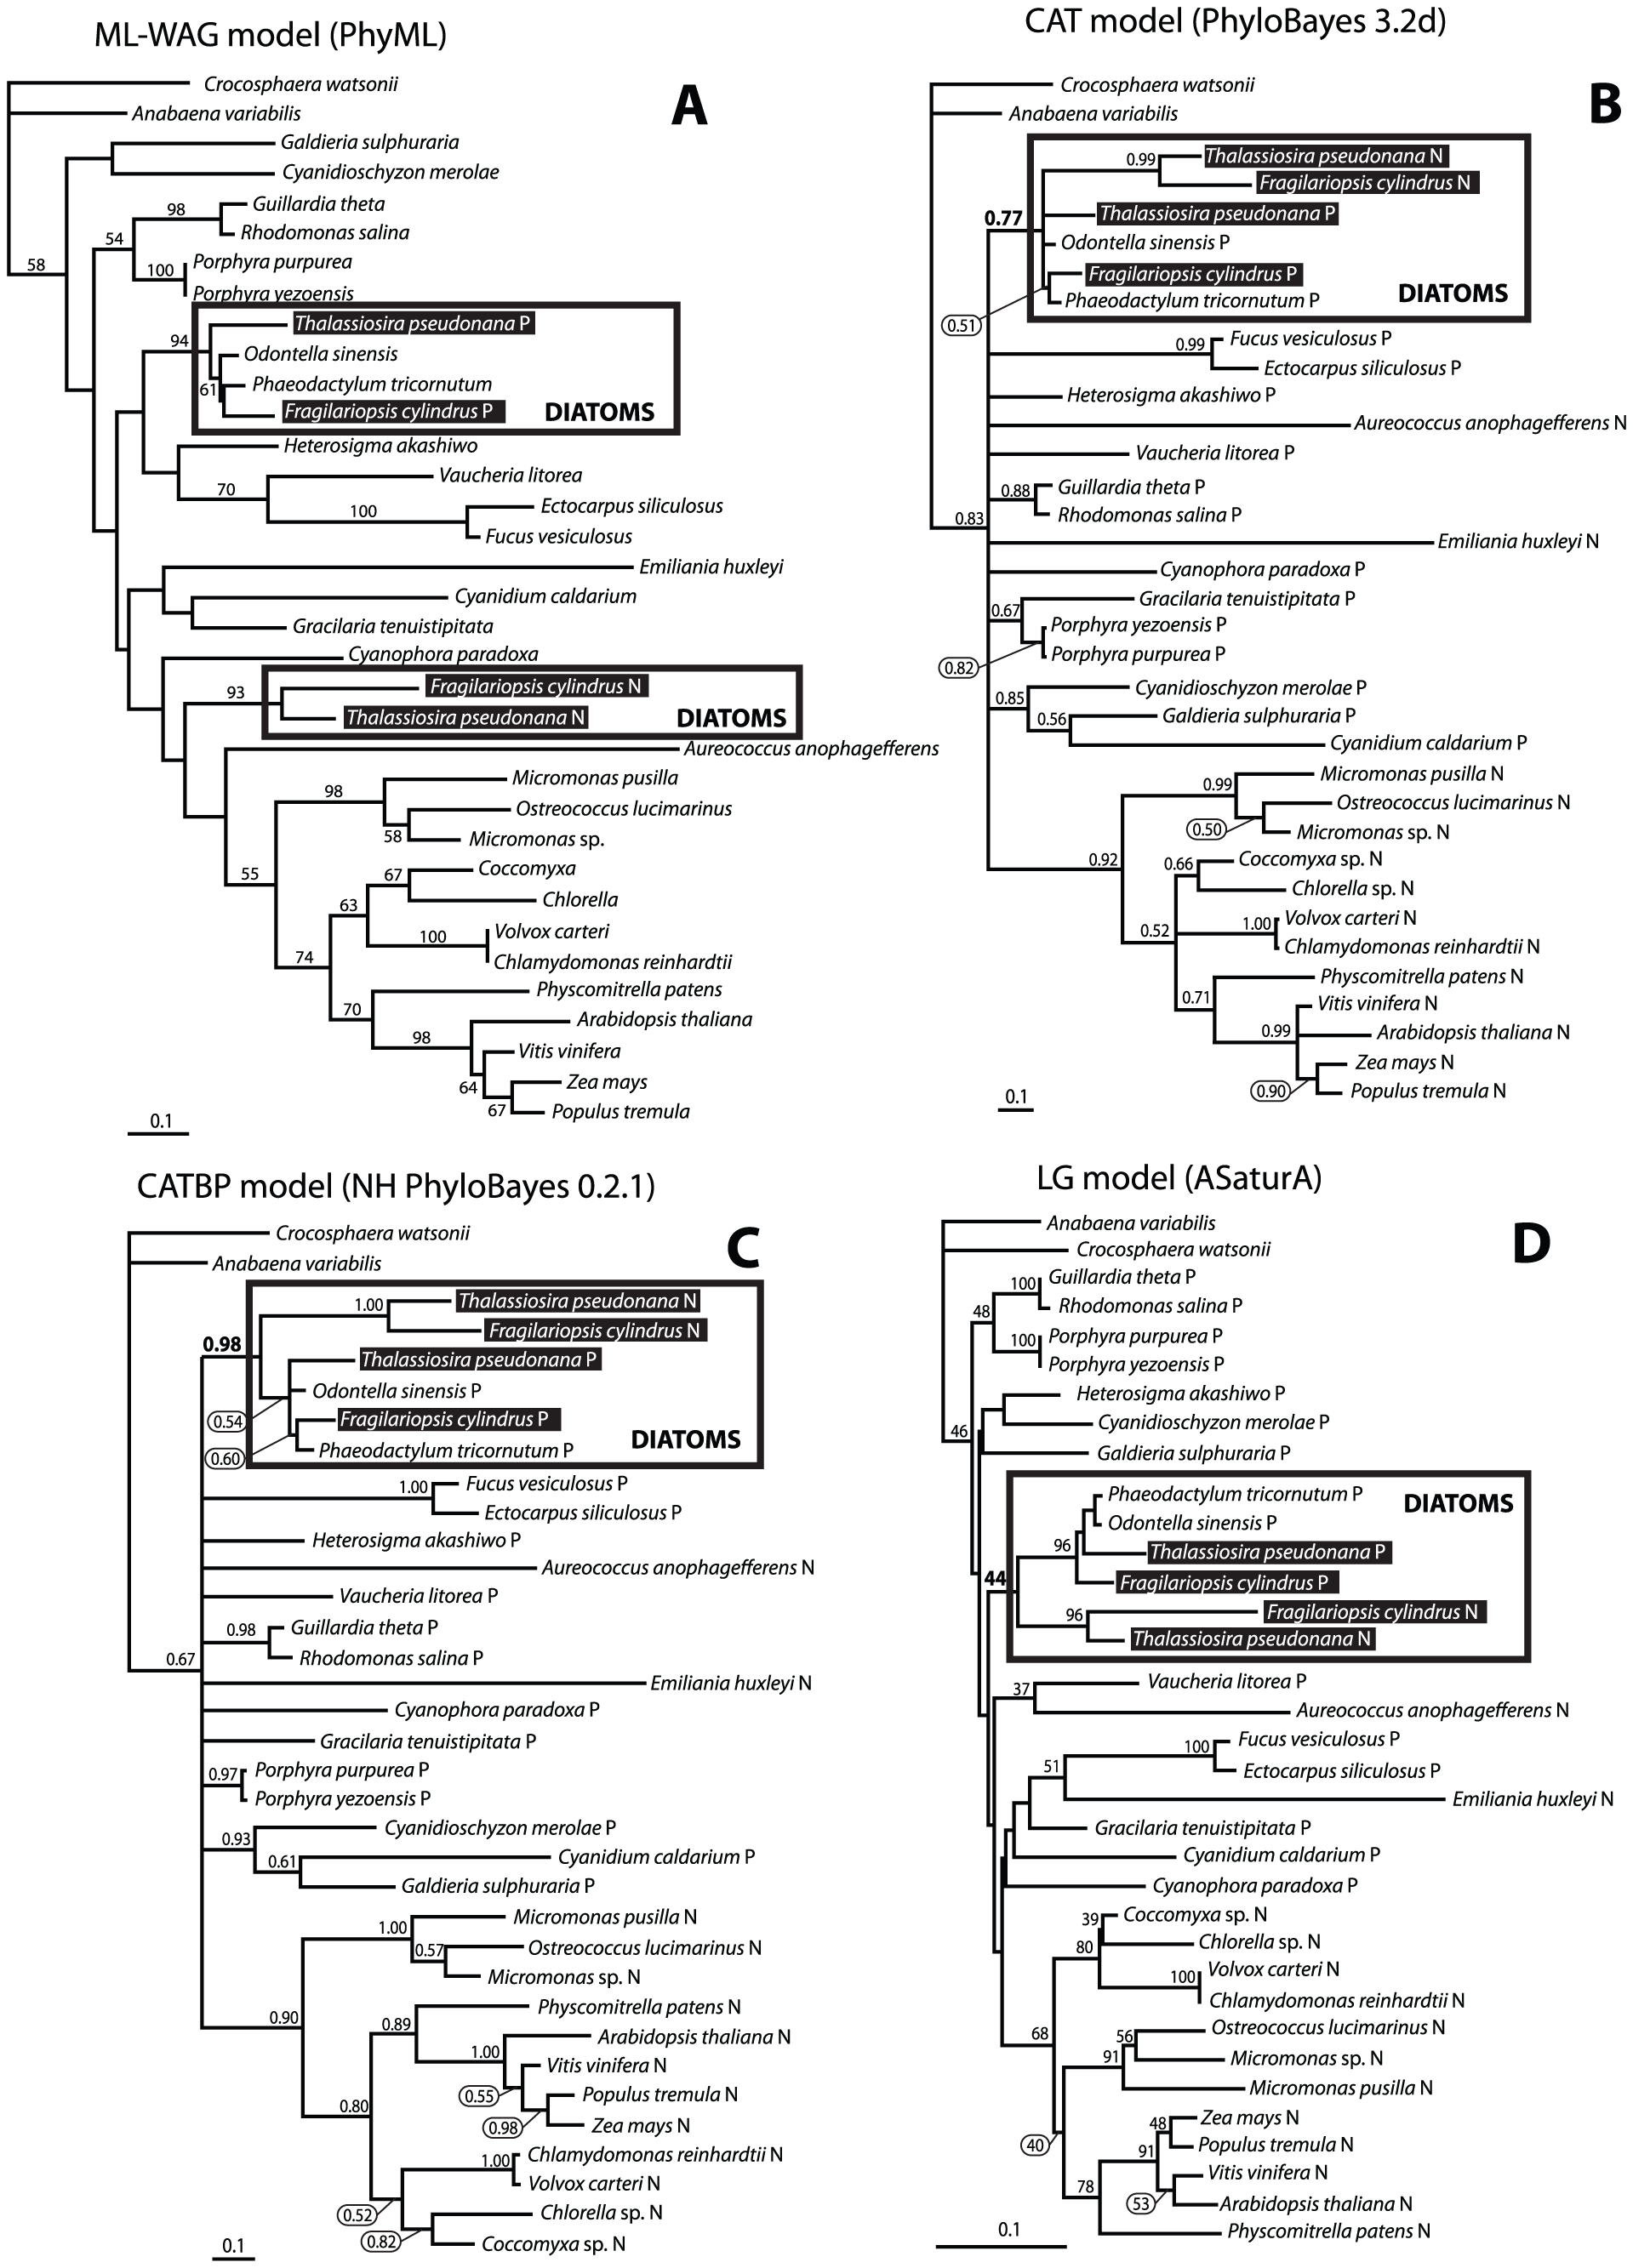 ML-WAG model (PhyML)
A
Crocosphaera watsonii
Anabaena variabilis
Galdieria sulphuraria
Cyanidioschyzon merolae
98
Guillardia theta
Rhodomonas salina
54
58
100
Porphyra purpurea
Porphyra yezoensis
Thalassiosira pseudonana P
94
Odontella sinensis
Phaeodactylum tricornutum
61
Fragilariopsis cylindrus P
DIATOMS
Heterosigma akashiwo
Vaucheria litorea
70
100
Ectocarpus siliculosus
Fucus vesiculosus
Emiliania huxleyi
Cyanidium caldarium
Gracilaria tenuistipitata
Cyanophora paradoxa
93
Fragilariopsis cylindrus N
Thalassiosira pseudonana N
DIATOMS
Aureococcus anophagefferens
98
Micromonas pusilla
Ostreococcus lucimarinus
58
Micromonas sp.
55
67
Coccomyxa
Chlorella
63
100
Volvox carteri
Chlamydomonas reinhardtii
74
Physcomitrella patens
70
98
Arabidopsis thaliana
Vitis vinifera
64
Zea mays
67
Populus tremula
0.1
CAT model (PhyloBayes 3.2d)
B
Crocosphaera watsonii
Anabaena variabilis
0.99
Thalassiosira pseudonana N
Fragilariopsis cylindrus N
0.77
Thalassiosira pseudonana P
Odontella sinensis P
Fragilariopsis cylindrus P
Phaeodactylum tricornutum P
DIATOMS
0.51
0.99
Fucus vesiculosus P
Ectocarpus siliculosus P
Heterosigma akashiwo P
Aureococcus anophagefferens N
Vaucheria litorea P
0.88
Guillardia theta P
Rhodomonas salina P
0.83
Emiliania huxleyi N
Cyanophora paradoxa P
0.67
Gracilaria tenuistipitata P
Porphyra yezoensis P
Porphyra purpurea P
0.82
0.85
Cyanidioschyzon merolae P
0.56
Galdieria sulphuraria P
Cyanidium caldarium P
0.99
Micromonas pusilla N
Ostreococcus lucimarinus N
0.50
Micromonas sp. N
0.92
0.66
Coccomyxa sp. N
Chlorella sp. N
0.52
1.00
Volvox carteri N
Chlamydomonas reinhardtii N
Physcomitrella patens N
0.71
Vitis vinifera N
0.99
Arabidopsis thaliana N
Zea mays N
0.90
Populus tremula N
0.1
CATBP model (NH PhyloBayes 0.2.1)
C
Crocosphaera watsonii
Anabaena variabilis
1.00
Thalassiosira pseudonana N
Fragilariopsis cylindrus N
0.98
Thalassiosira pseudonana P
Odontella sinensis P
0.54
Fragilariopsis cylindrus P
Phaeodactylum tricornutum P
0.60
DIATOMS
1.00
Fucus vesiculosus P
Ectocarpus siliculosus P
Heterosigma akashiwo P
Aureococcus anophagefferens N
Vaucheria litorea P
0.98
Guillardia theta P
Rhodomonas salina P
0.67
Emiliania huxleyi N
Cyanophora paradoxa P
Gracilaria tenuistipitata P
0.97
Porphyra purpurea P
Porphyra yezoensis P
0.93
Cyanidioschyzon merolae P
0.61
Cyanidium caldarium P
Galdieria sulphuraria P
1.00
Micromonas pusilla N
0.57
Ostreococcus lucimarinus N
Micromonas sp. N
0.90
0.89
Physcomitrella patens N
1.00
Arabidopsis thaliana N
Vitis vinifera N
0.55
Populus tremula N
0.98
Zea mays N
0.80
1.00
Chlamydomonas reinhardtii N
Volvox carteri N
0.52
Chlorella sp. N
0.82
Coccomyxa sp. N
0.1
LG model (ASaturA)
D
Anabaena variabilis
Crocosphaera watsonii
100
Guillardia theta P
Rhodomonas salina P
48
100
Porphyra purpurea P
Porphyra yezoensis P
Heterosigma akashiwo P
Cyanidioschyzon merolae P
46
Galdieria sulphuraria P
Phaeodactylum tricornutum P
DIATOMS
Odontella sinensis P
96
Thalassiosira pseudonana P
44
Fragilariopsis cylindrus P
96
Fragilariopsis cylindrus N
Thalassiosira pseudonana N
37
Vaucheria litorea P
Aureococcus anophagefferens N
100
Fucus vesiculosus P
51
Ectocarpus siliculosus P
Emiliania huxleyi N
Gracilaria tenuistipitata P
Cyanidium caldarium P
Cyanophora paradoxa P
39
Coccomyxa sp. N
80
Chlorella sp. N
100
Volvox carteri N
Chlamydomonas reinhardtii N
68
56
Ostreococcus lucimarinus N
91
Micromonas sp. N
Micromonas pusilla N
40
48
Zea mays N
91
Populus tremula N
Vitis vinifera N
78
53
Arabidopsis thaliana N
Physcomitrella patens N
0.1